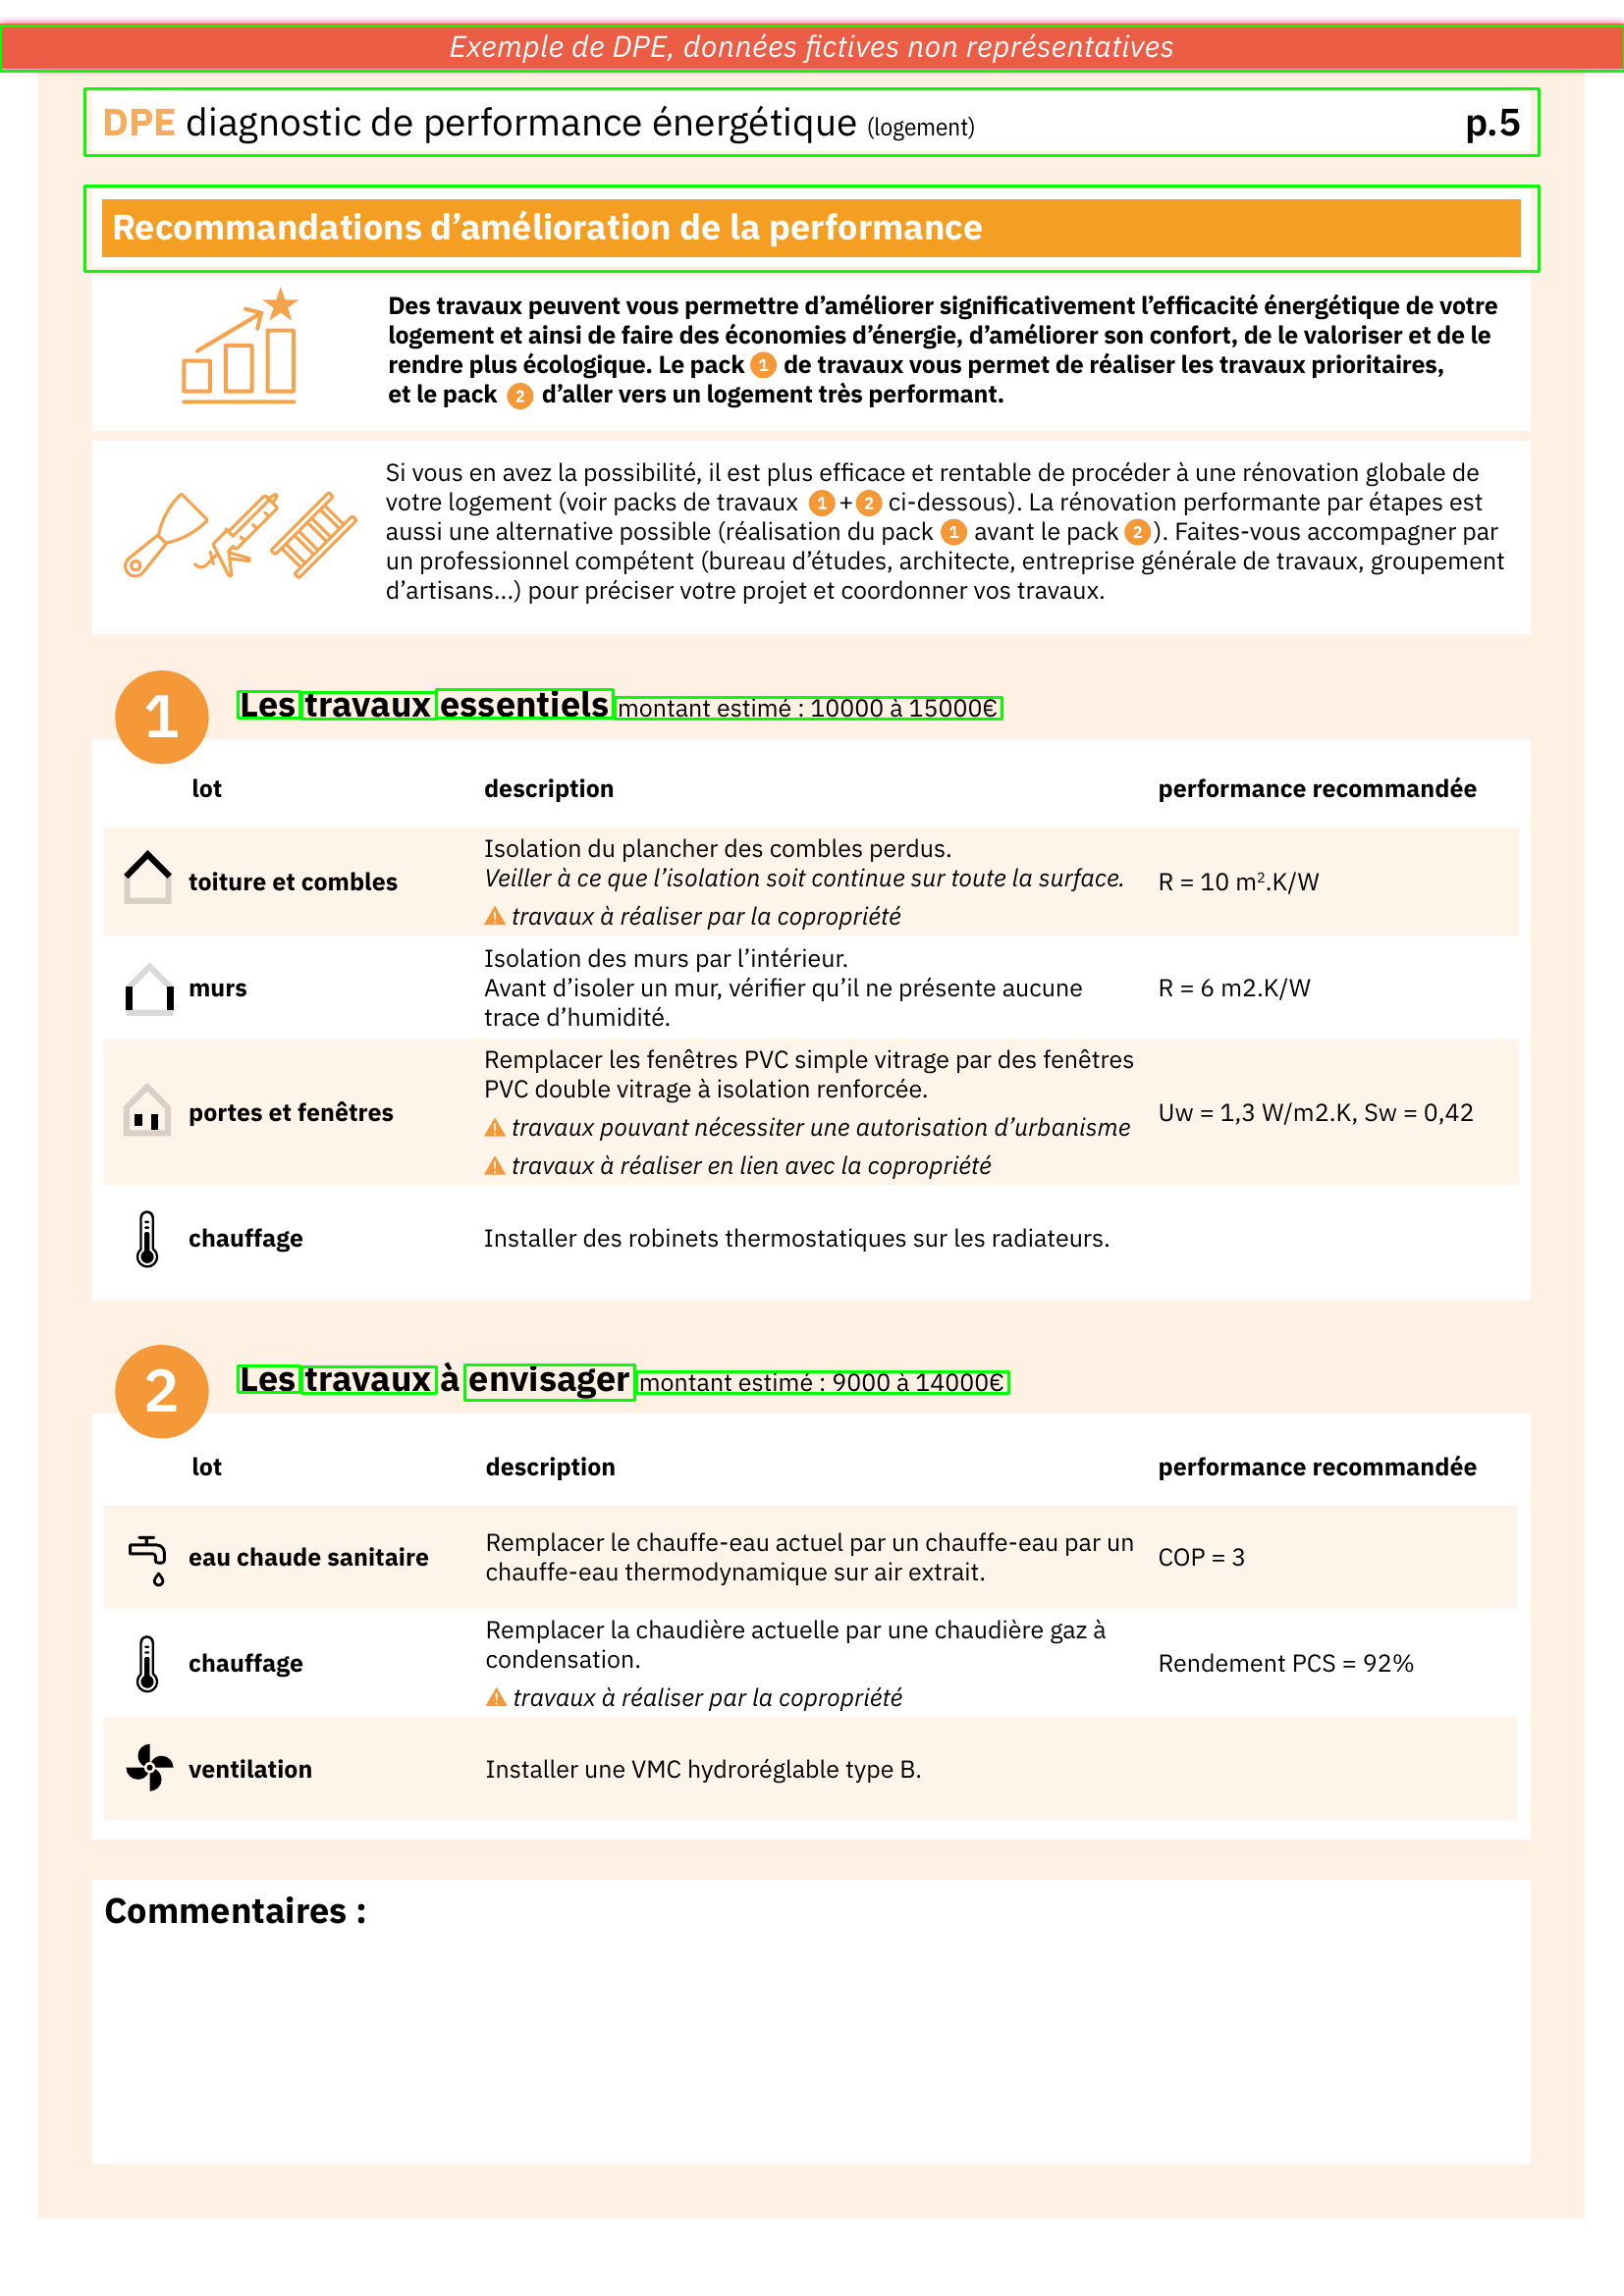 Exemple de DPE, données fictives non représentatives
DPE diagnostic de performance énergétique (logement) p.5
Recommandations d’amélioration de la performance
Des travaux peuvent vous permettre d’améliorer significativement l’efficacité énergétique de votre
logement et ainsi de faire des économies d’énergie, d’améliorer son confort, de le valoriser et de le
rendre plus écologique. Le pack 1 de travaux vous permet de réaliser les travaux prioritaires,
et le pack 2 d’aller vers un logement très performant.
Si vous en avez la possibilité, il est plus efficace et rentable de procéder à une rénovation globale de
votre logement (voir packs de travaux 1 + 2 ci-dessous). La rénovation performante par étapes est
aussi une alternative possible (réalisation du pack 1 avant le pack 2 ). Faites-vous accompagner par
un professionnel compétent (bureau d’études, architecte, entreprise générale de travaux, groupement
d’artisans...) pour préciser votre projet et coordonner vos travaux.
1 Les travaux essentiels montant estimé : 10000 à 15000€
lot description performance recommandée
Isolation du plancher des combles perdus.
Veiller à ce que l’isolation soit continue sur toute la surface.
toiture et combles R = 10 m².K/W
travaux à réaliser par la copropriété
Isolation des murs par l’intérieur.
murs Avant d’isoler un mur, vérifier qu’il ne présente aucune R = 6 m2.K/W
trace d’humidité.
Remplacer les fenêtres PVC simple vitrage par des fenêtres
PVC double vitrage à isolation renforcée.
portes et fenêtres Uw = 1,3 W/m2.K, Sw = 0,42
travaux pouvant nécessiter une autorisation d’urbanisme
travaux à réaliser en lien avec la copropriété
chauffage Installer des robinets thermostatiques sur les radiateurs.
2 Les travaux à envisager montant estimé : 9000 à 14000€
lot description performance recommandée
Remplacer le chauffe-eau actuel par un chauffe-eau par un
eau chaude sanitaire COP = 3
chauffe-eau thermodynamique sur air extrait.
Remplacer la chaudière actuelle par une chaudière gaz à
condensation.
chauffage Rendement PCS = 92%
travaux à réaliser par la copropriété
ventilation Installer une VMC hydroréglable type B.
Commentaires :